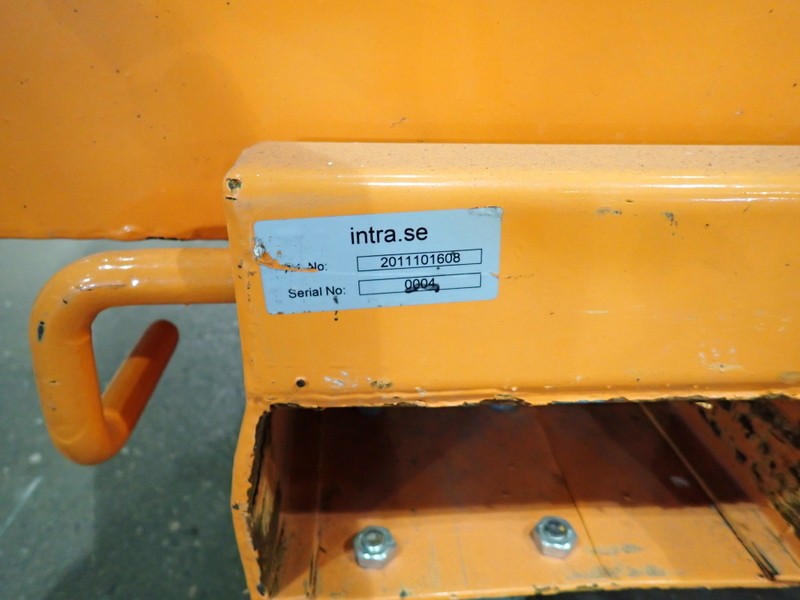 intra.se
No: 2011101608
Serial No: 0004